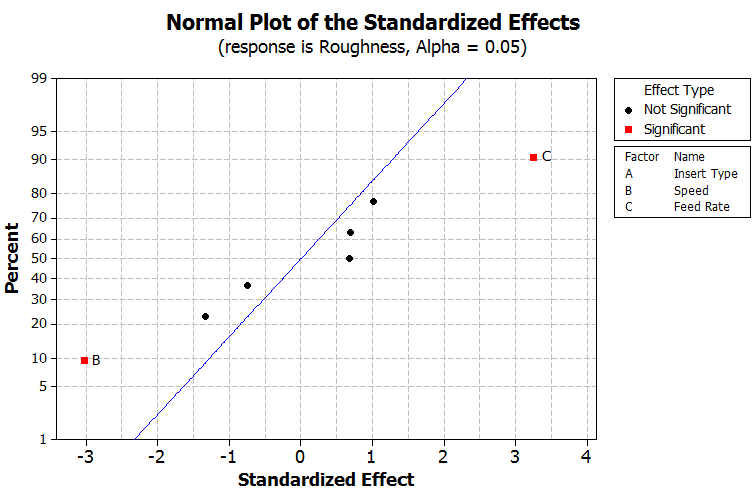 Normal Plot of the Standardized Effects
(response is Roughness, Alpha = 0.05)
Effect Type
Not Significant
Significant
Factor Name
A Insert Type
B Speed
C Feed Rate
Percent
99
95
90
80
70
60
50
40
30
20
10
5
1
C
B
-3 -2 -1 0 1 2 3 4
Standardized Effect